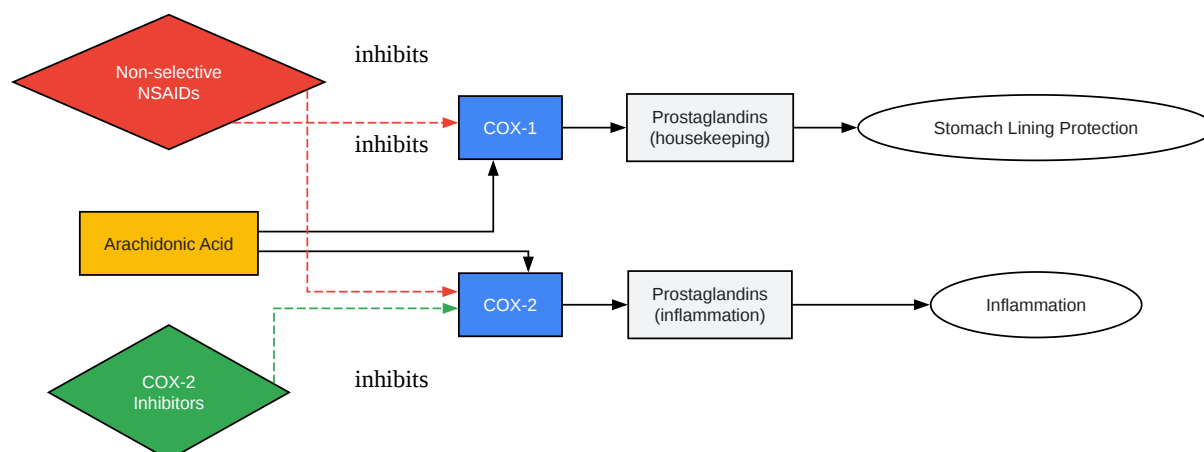 inhibits
Non-selective
NSAIDs
inhibits
COX-1
Prostaglandins
(housekeeping)
Stomach Lining Protection
Arachidonic Acid
COX-2
Prostaglandins
(inflammation)
Inflammation
COX-2
Inhibitors
inhibits